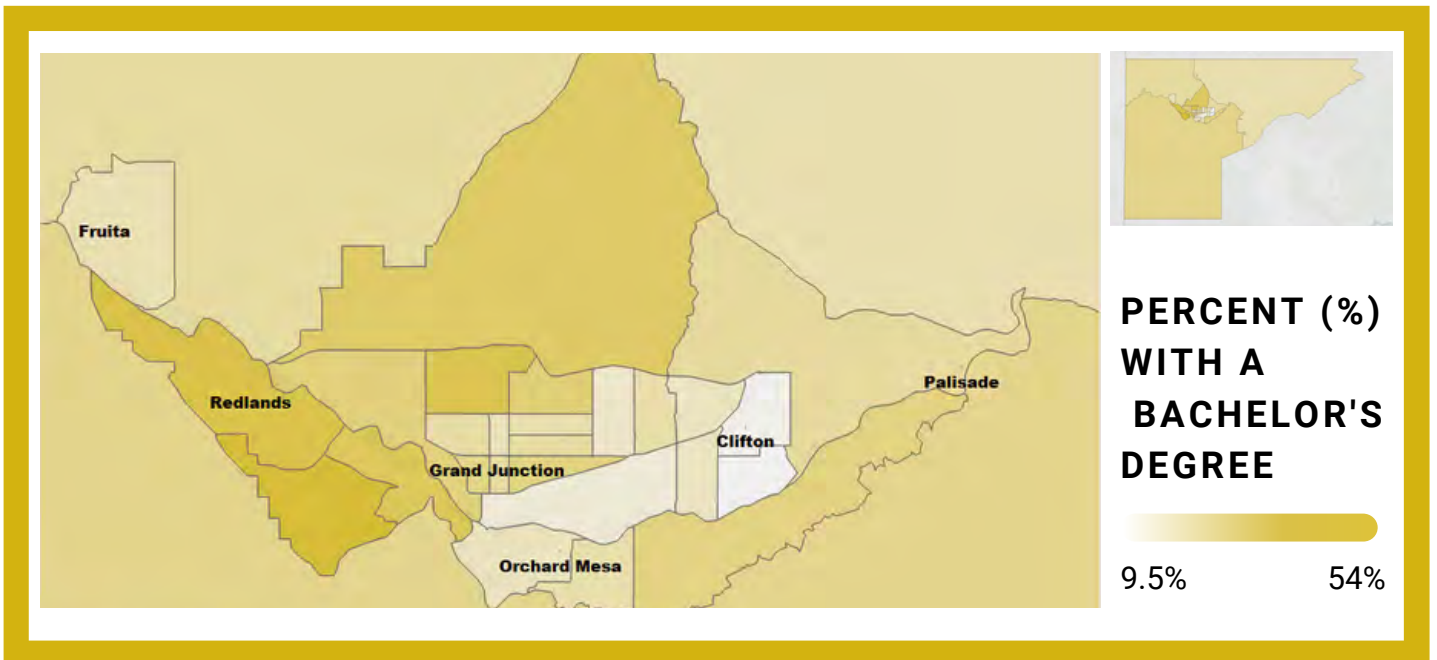 Fruita
Redlands
Palisade
Clifton
Grand Junction
Orchard Mesa
PERCENT (%)
WITH A
BACHELOR'S
DEGREE
9.5% 54%